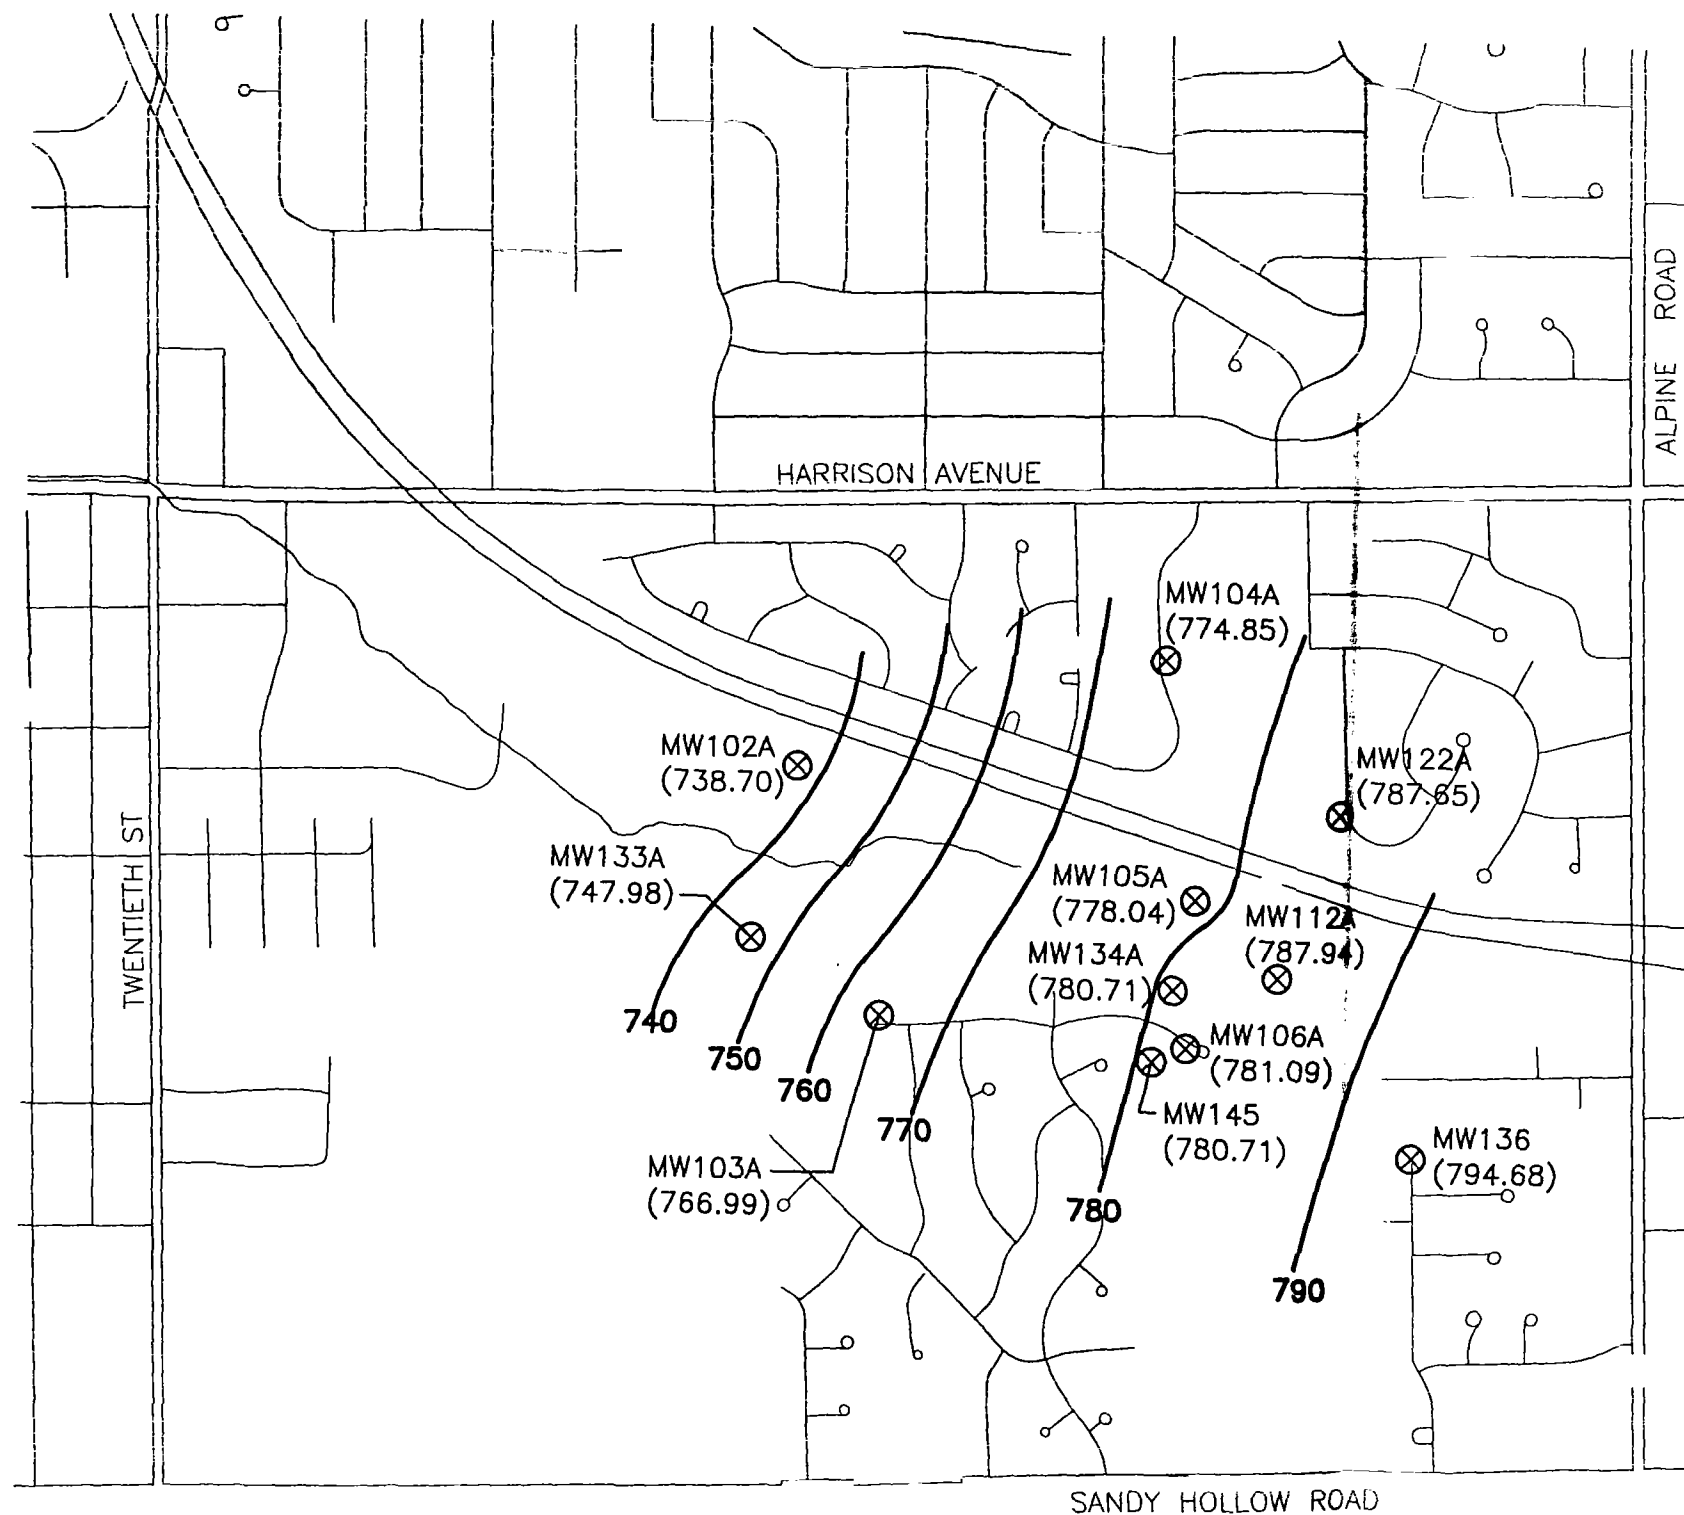 HARRISON AVENUE
ALPINE ROAD
MW104A
(774.85)
MW102A
(738.70)
MW122A
(787.65)
TWENTIETH ST
MW133A
(747.98)
MW105A
(778.04)
MW112A
(787.94)
MW134A
(780.71)
740
750
760
770
MW106A
(781.09)
MW145
(780.71)
MW136
(794.68)
MW103A
(766.99)
780
790
SANDY HOLLOW ROAD